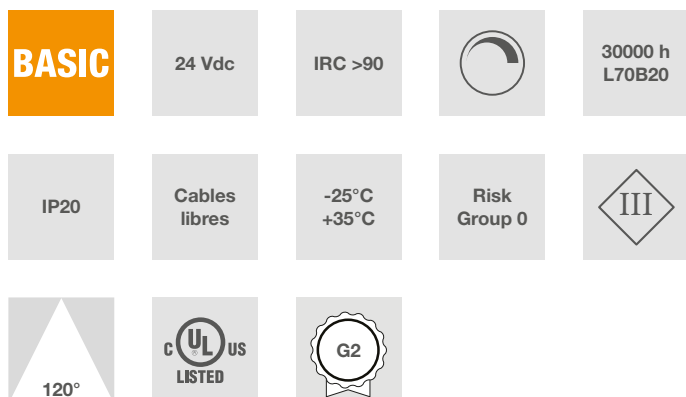 BASIC
24 Vdc
IRC >90
30000 h
L70B20
IP20
Cables
libres
-25°C
+35°C
Risk
Group 0
III
120°
C UL US
®
LISTED
G2